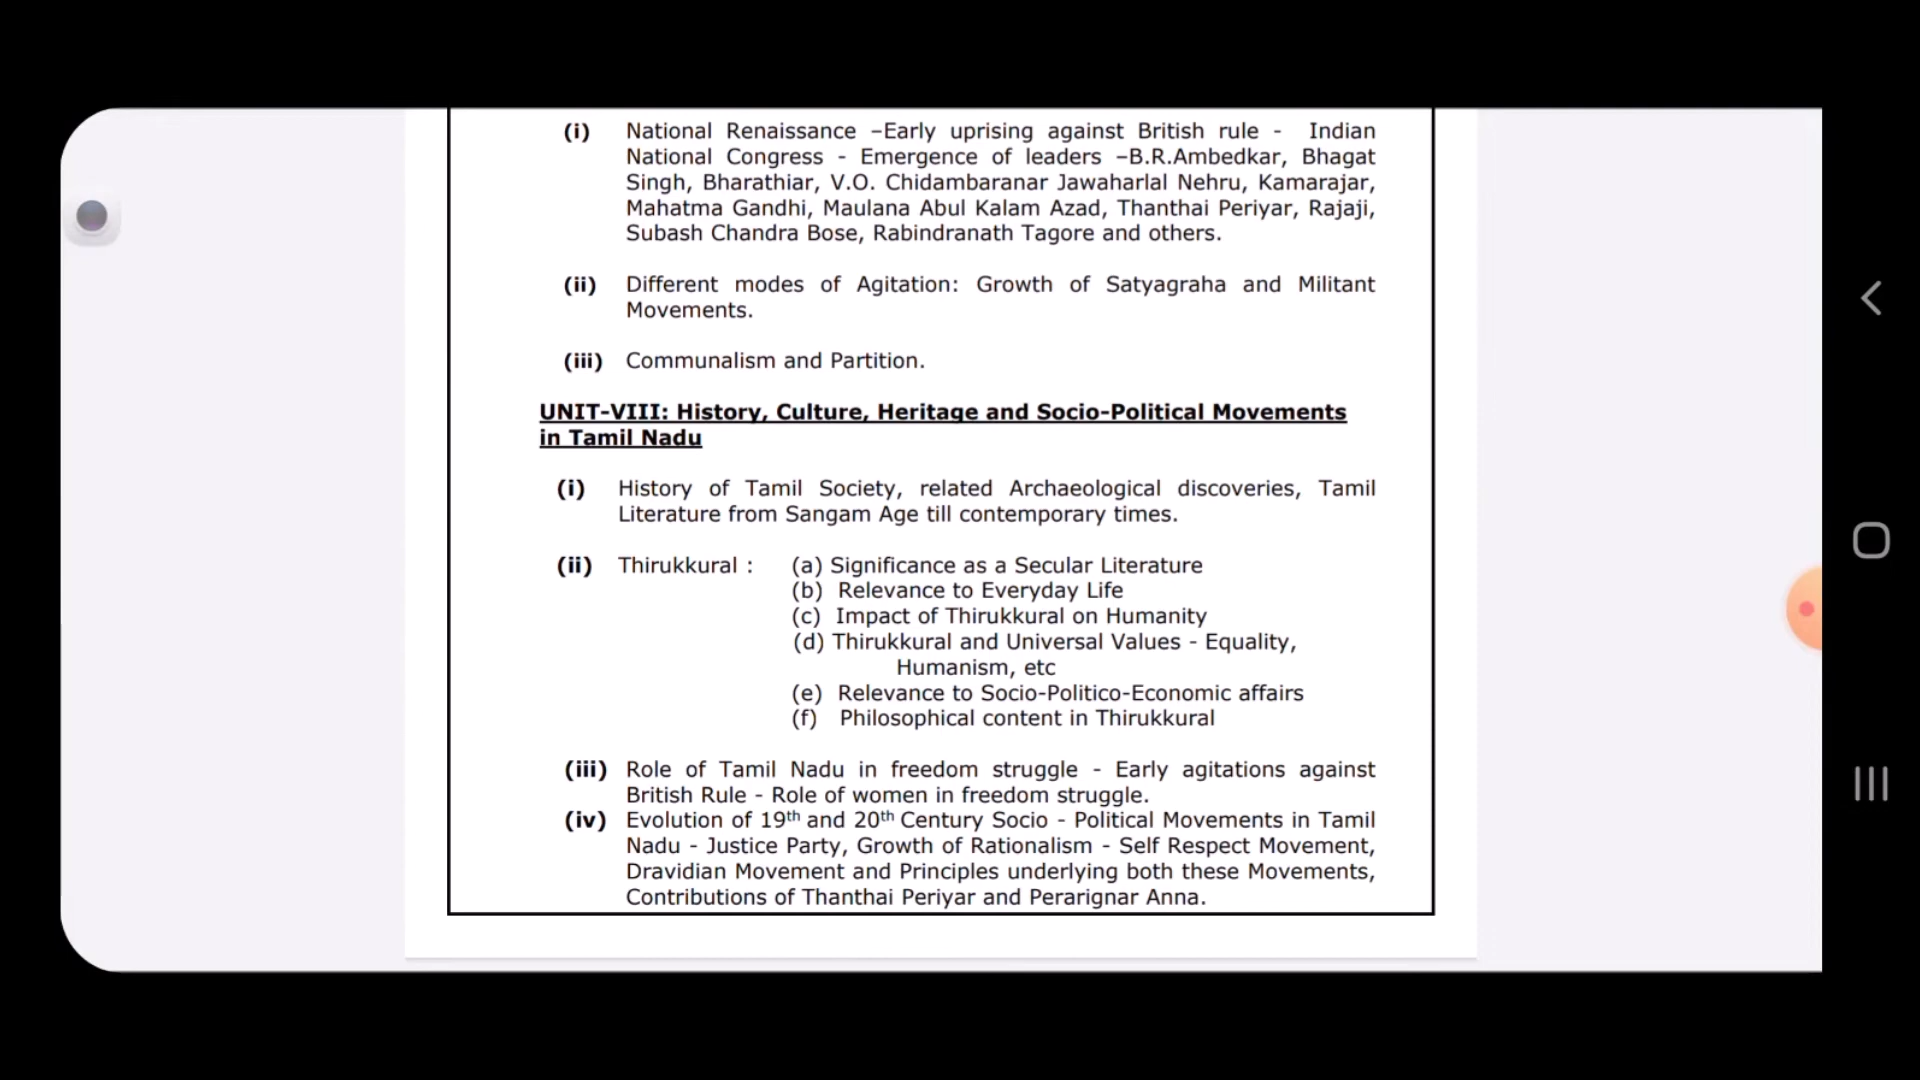 (i) National Renaissance –Early uprising against British rule - Indian
National Congress - Emergence of leaders –B.R.Ambedkar, Bhagat
Singh, Bharathiar, V.O. Chidambaranar Jawaharlal Nehru, Kamarajar,
Mahatma Gandhi, Maulana Abul Kalam Azad, Thanthai Periyar, Rajaji,
Subash Chandra Bose, Rabindranath Tagore and others.
(ii) Different modes of Agitation: Growth of Satyagraha and Militant
Movements.
(iii) Communalism and Partition.
UNIT-VIII: History, Culture, Heritage and Socio-Political Movements
in Tamil Nadu
(i) History of Tamil Society, related Archaeological discoveries, Tamil
Literature from Sangam Age till contemporary times.
(ii) Thirukkural : (a) Significance as a Secular Literature
(b) Relevance to Everyday Life
(c) Impact of Thirukkural on Humanity
(d) Thirukkural and Universal Values - Equality,
Humanism, etc
(e) Relevance to Socio-Politico-Economic affairs
(f) Philosophical content in Thirukkural
(iii) Role of Tamil Nadu in freedom struggle - Early agitations against
British Rule - Role of women in freedom struggle.
(iv) Evolution of 19th and 20th Century Socio - Political Movements in Tamil
Nadu - Justice Party, Growth of Rationalism - Self Respect Movement,
Dravidian Movement and Principles underlying both these Movements,
Contributions of Thanthai Periyar and Perarignar Anna.